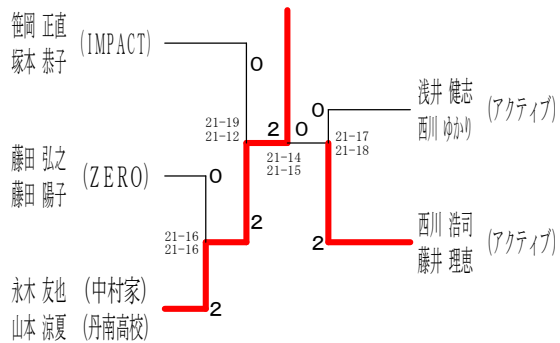 笹岡 正直
塚本 恭子
(IMPACT)
0
21-19
21-12
2
藤田 弘之
藤田 陽子
(ZERO)
0
21-16
21-16
2
永木 友也 (中村家)
山本 涼夏 (丹南高校)
2
0
21-14
21-15
浅井 健志
西川 ゆかり
(アクティブ)
0
21-17
21-18
西川 浩司
藤井 理恵
(アクティブ)
2